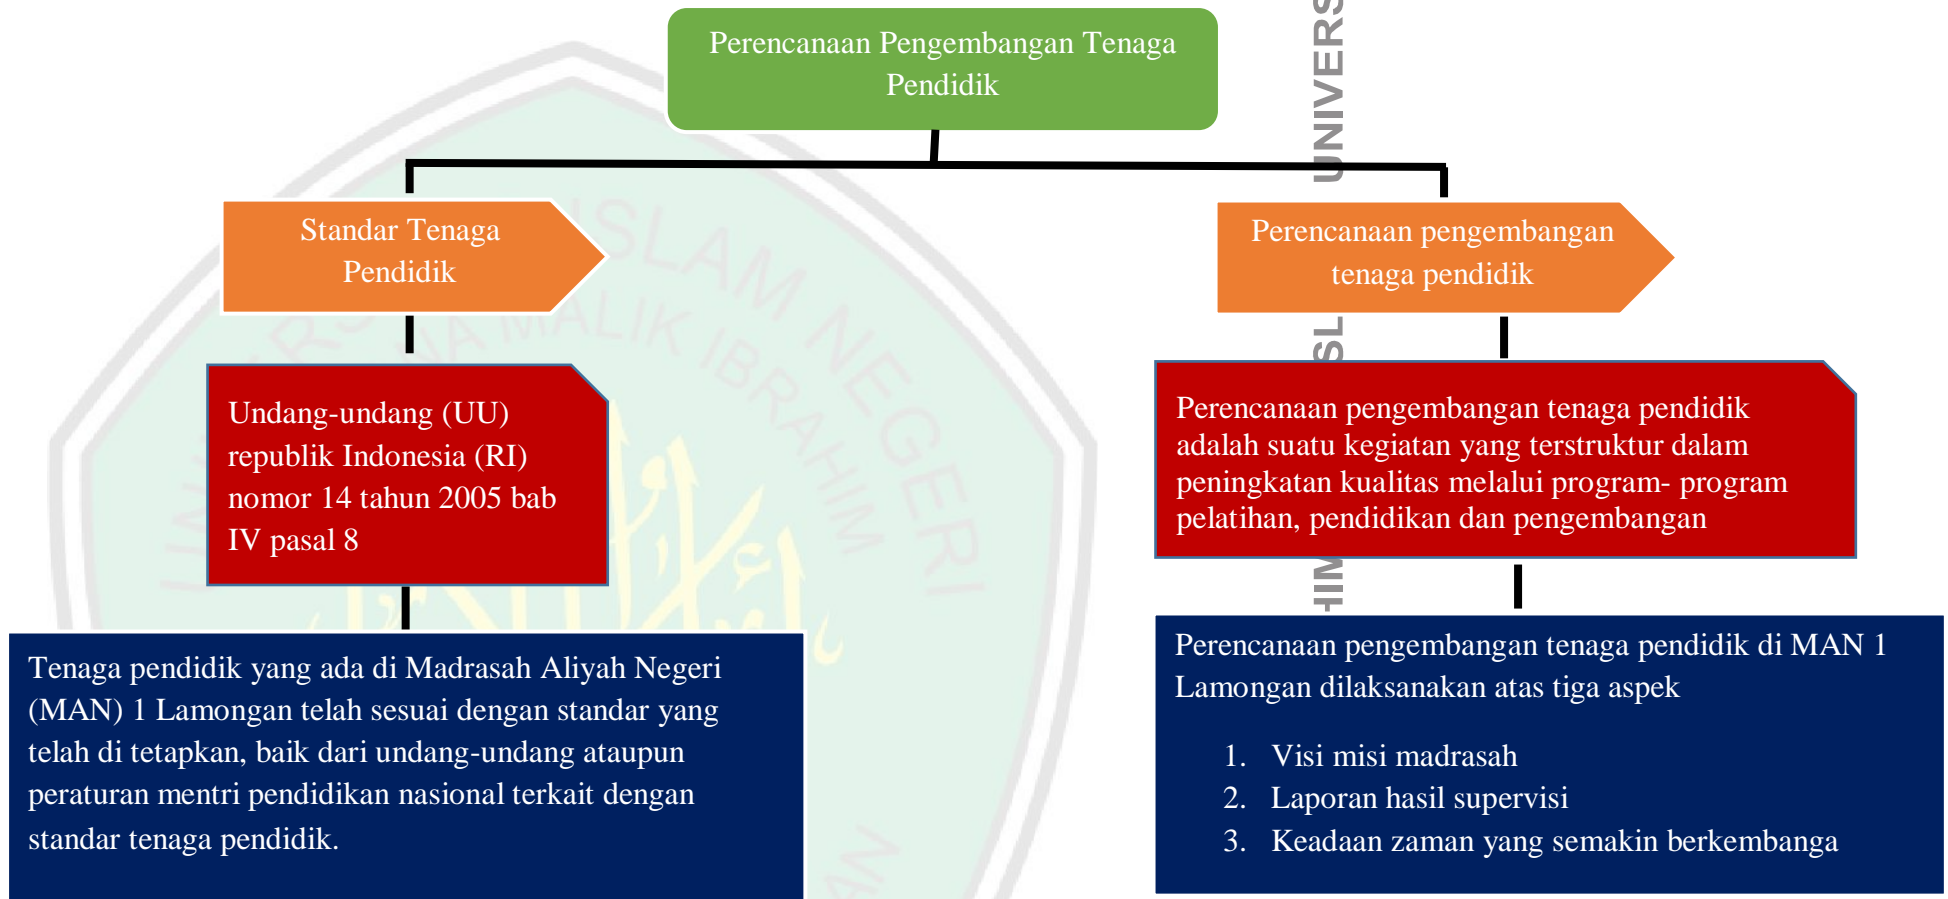 Perencanaan Pengembangan Tenaga
Pendidik
Standar Tenaga
Pendidik
Undang-undang (UU)
republik Indonesia (RI)
nomor 14 tahun 2005 bab
IV pasal 8
Tenaga pendidik yang ada di Madrasah Aliyah Negeri
(MAN) 1 Lamongan telah sesuai dengan standar yang
telah di tetapkan, baik dari undang-undang ataupun
peraturan mentri pendidikan nasional terkait dengan
standar tenaga pendidik.
Perencanaan pengembangan
tenaga pendidik
Perencanaan pengembangan tenaga pendidik
adalah suatu kegiatan yang terstruktur dalam
peningkatan kualitas melalui program- program
pelatihan, pendidikan dan pengembangan
Perencanaan pengembangan tenaga pendidik di MAN 1
Lamongan dilaksanakan atas tiga aspek
1. Visi misi madrasah
2. Laporan hasil supervisi
3. Keadaan zaman yang semakin berkembanga
ISLAM NEGERI
MALIK IBRAHIM
UNIVERS